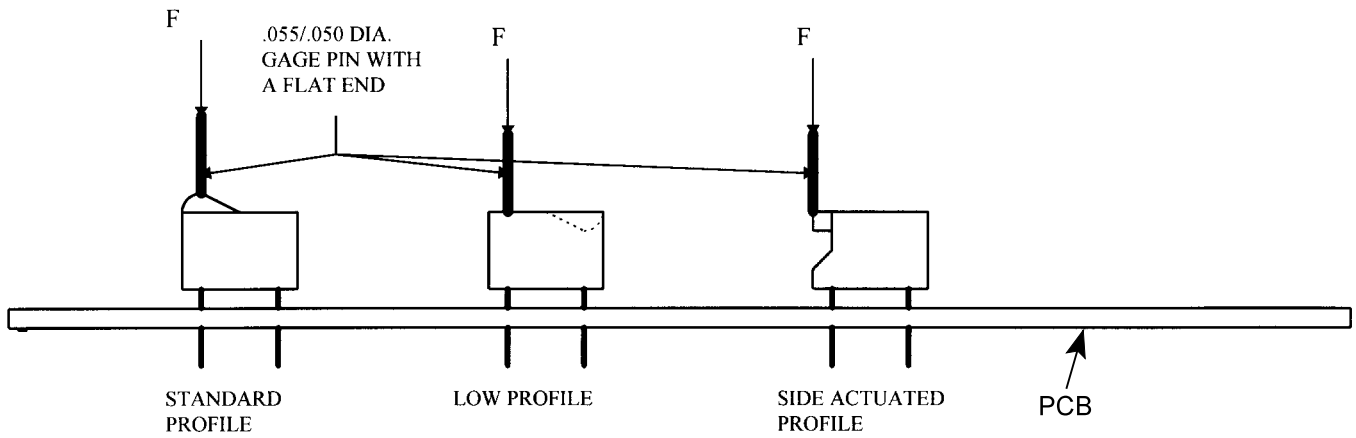 F
.055/.050 DIA.
GAGE PIN WITH
A FLAT END
F
F
STANDARD
PROFILE
LOW PROFILE
SIDE ACTUATED
PROFILE
PCB